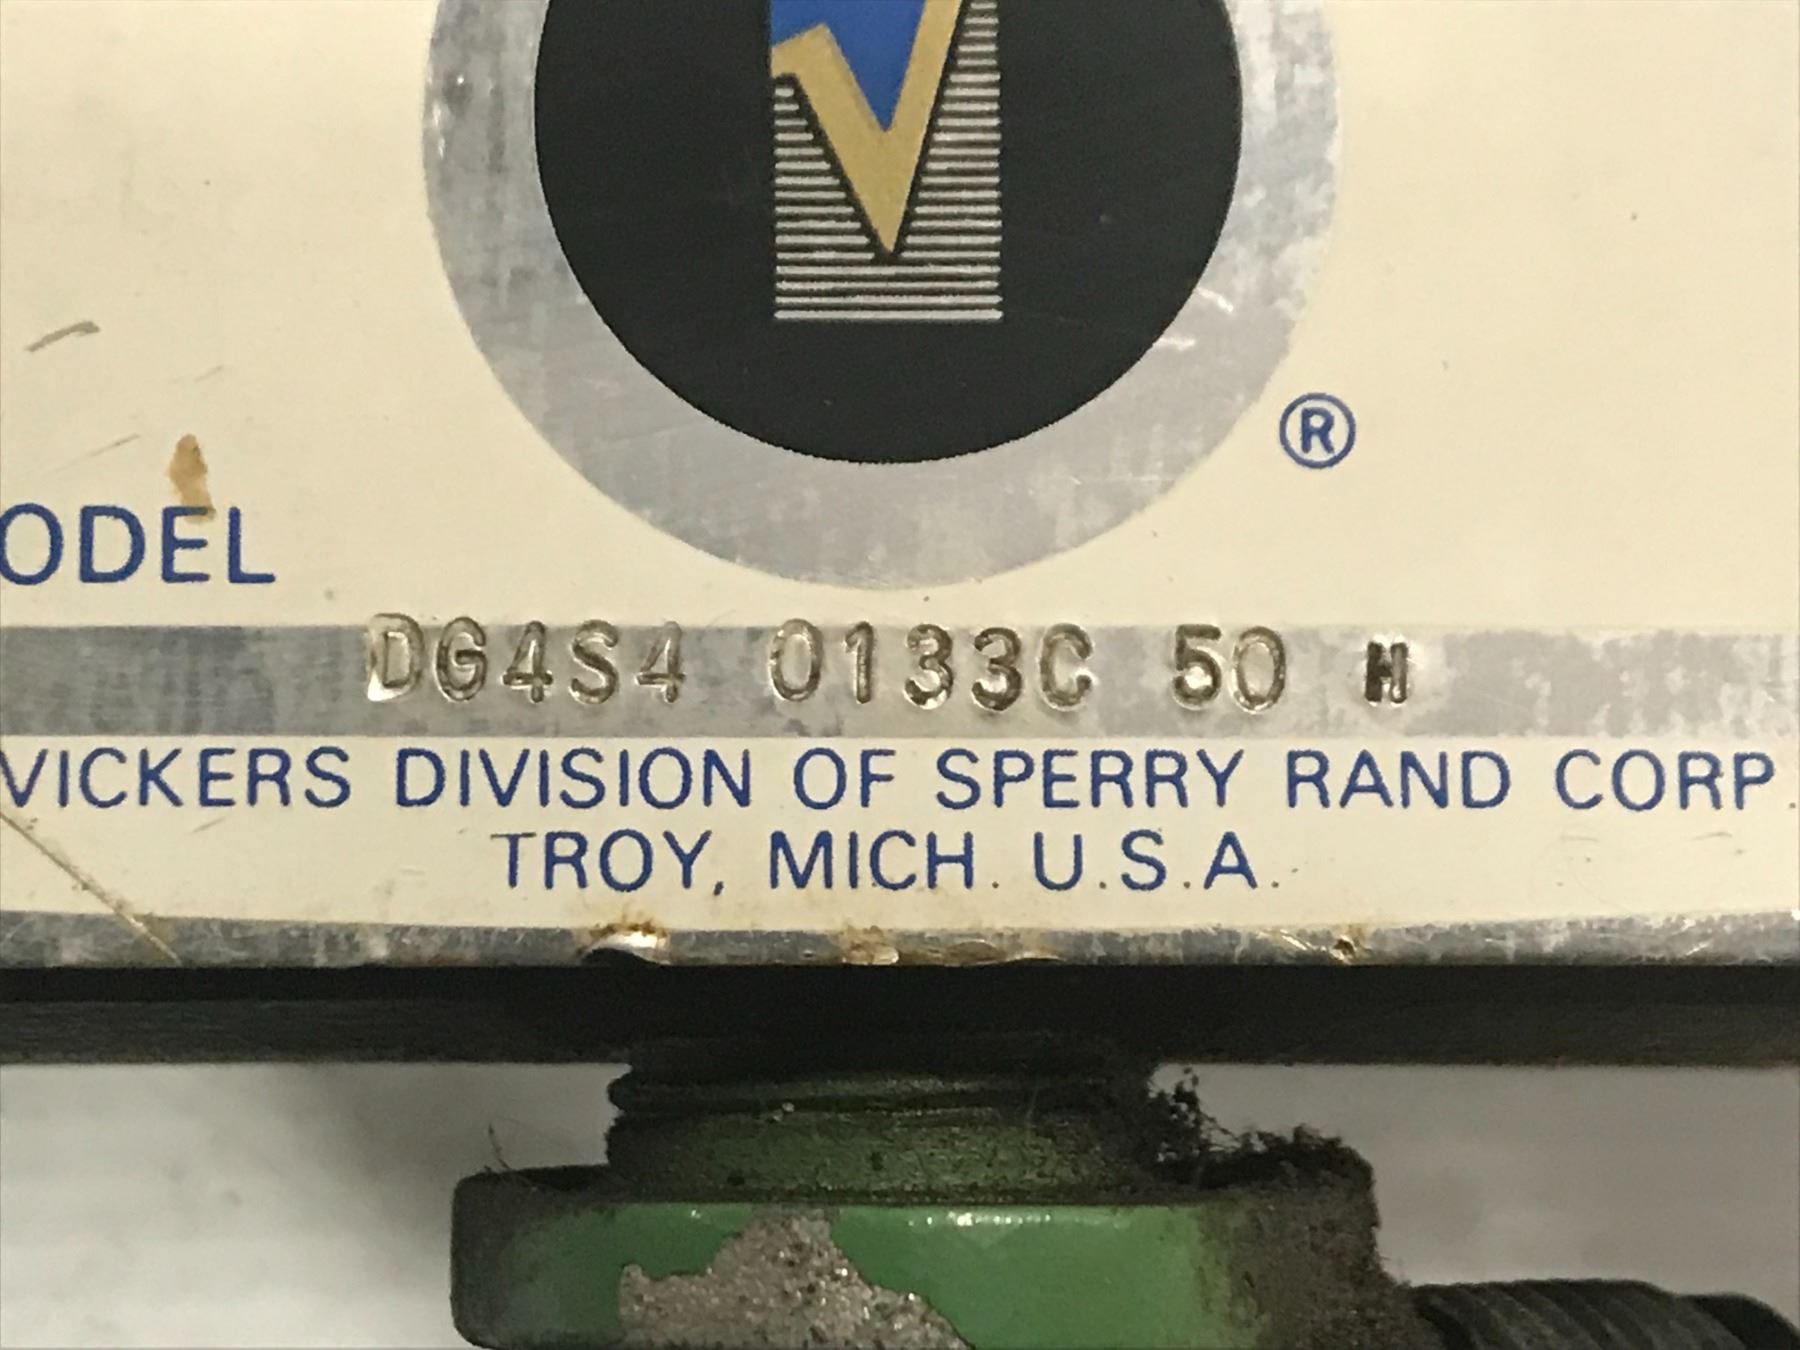 ®
ODEL
DG4S4 0133C 50 H
VICKERS DIVISION OF SPERRY RAND CORP.
TROY, MICH. U.S.A.